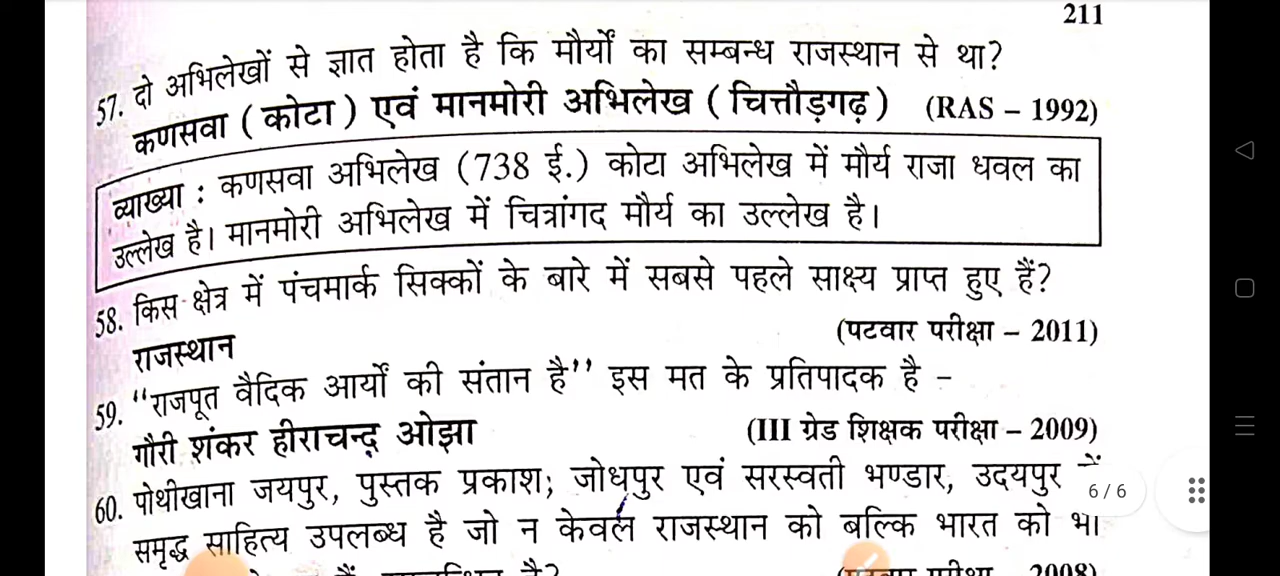 211
57. दो अभिलेखों से ज्ञात होता है कि मौर्यों का सम्बन्ध राजस्थान से था?
कणसवा (कोटा) एवं मानमोरी अभिलेख (चित्तौड़गढ़) (RAS – 1992)
व्याख्या : कणसवा अभिलेख (738 ई.) कोटा अभिलेख में मौर्य राजा धवल का
उल्लेख है। मानमोरी अभिलेख में चित्रांगद मौर्य का उल्लेख है।
58. किस क्षेत्र में पंचमार्क सिक्कों के बारे में सबसे पहले साक्ष्य प्राप्त हुए हैं?
राजस्थान (पटवार परीक्षा – 2011)
59. “राजपूत वैदिक आर्यों की संतान है’’ इस मत के प्रतिपादक है –
गौरी शंकर हीराचन्द्र ओझा (III ग्रेड शिक्षक परीक्षा – 2009)
60. पोथीखाना जयपुर, पुस्तक प्रकाश; जोधपुर एवं सरस्वती भण्डार, उदयपुर में
6/6
समृद्ध साहित्य उपलब्ध है जो न केवल राजस्थान को बल्कि भारत को भी
परीक्षा – 2008)